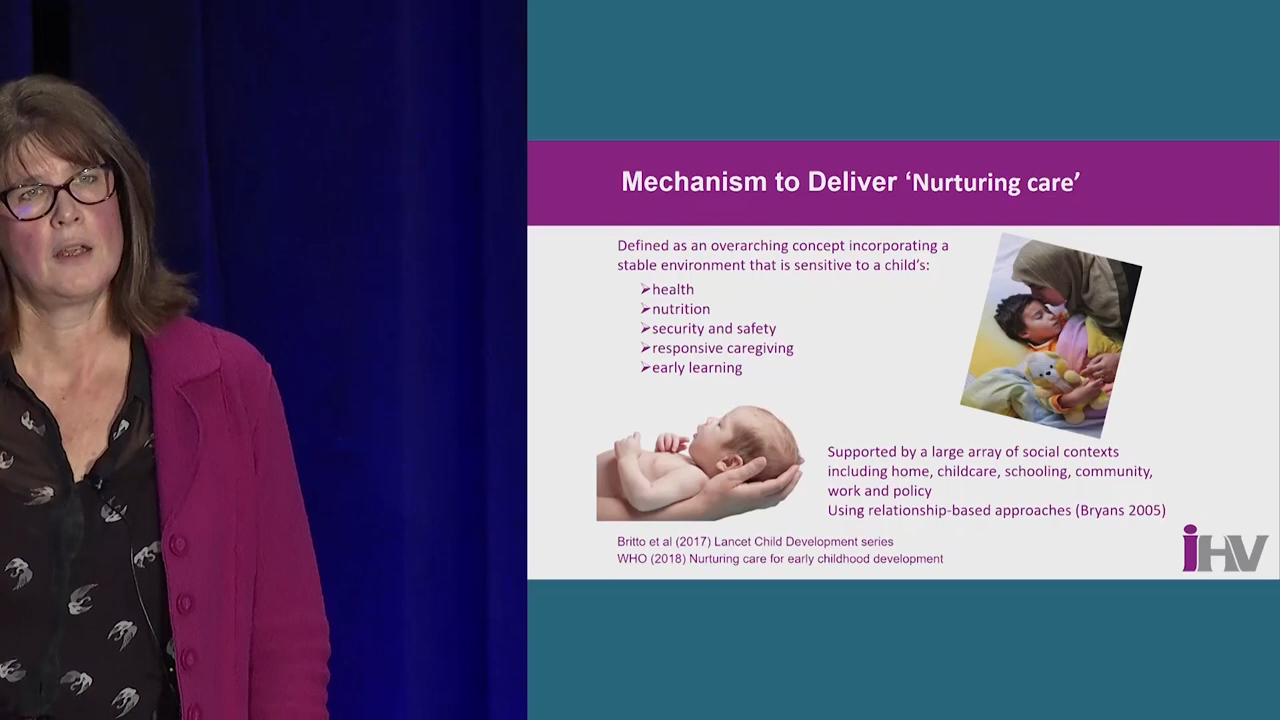 Mechanism to Deliver ‘Nurturing care’
Defined as an overarching concept incorporating a
stable environment that is sensitive to a child’s:
➢health
➢nutrition
➢security and safety
➢responsive caregiving
➢early learning
Supported by a large array of social contexts
including home, childcare, schooling, community,
work and policy
Using relationship-based approaches (Bryans 2005)
Britto et al (2017) Lancet Child Development series
WHO (2018) Nurturing care for early childhood development
iHV